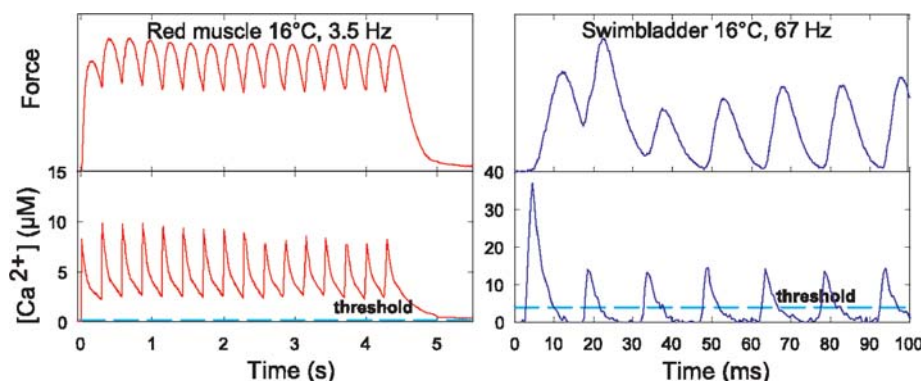 Red muscle 16°C, 3.5 Hz
Swimbladder 16°C, 67 Hz
Force
15
10
5
0
[Ca2+] (μM)
threshold
0 1 2 3 4 5
Time (s)
40
30
20
10
0
threshold
0 10 20 30 40 50 60 70 80 90 100
Time (ms)